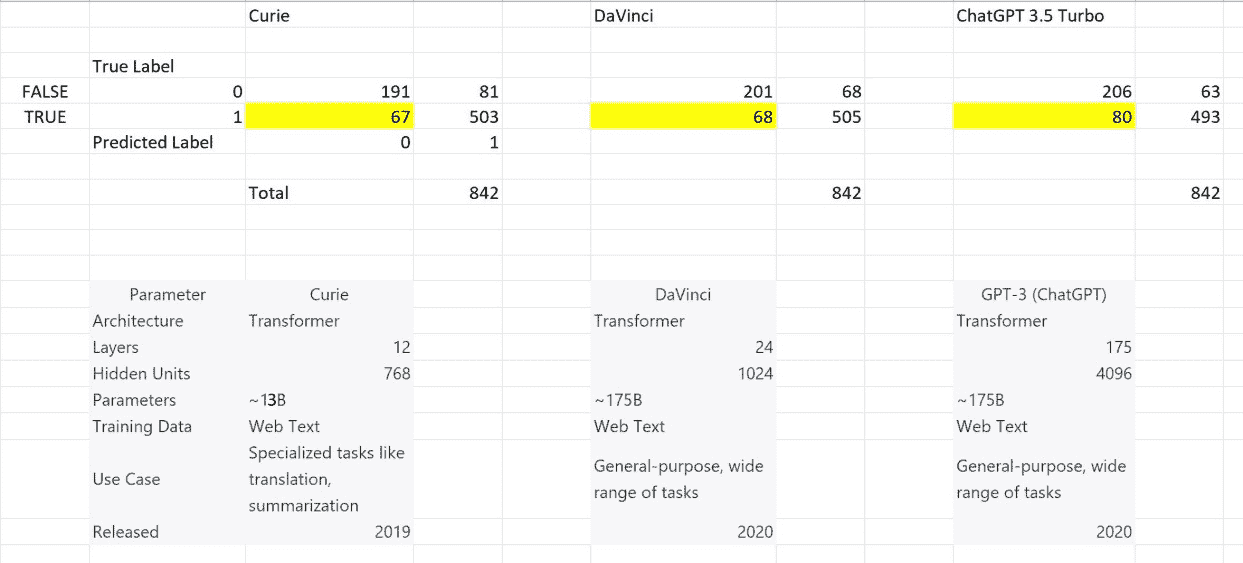 Curie DaVinci ChatGPT 3.5 Turbo
True Label
FALSE 0 191 81 201 68 206 63
TRUE 1 67 503 68 505 80 493
Predicted Label 0 1
Total 842 842 842
Parameter Curie DaVinci GPT-3 (ChatGPT)
Architecture Transformer Transformer Transformer
Layers 12 24 175
Hidden Units 768 1024 4096
Parameters ~13B ~175B ~175B
Training Data Web Text Web Text Web Text
Use Case
Specialized tasks like
translation,
summarization
General-purpose, wide
range of tasks
General-purpose, wide
range of tasks
Released 2019 2020 2020